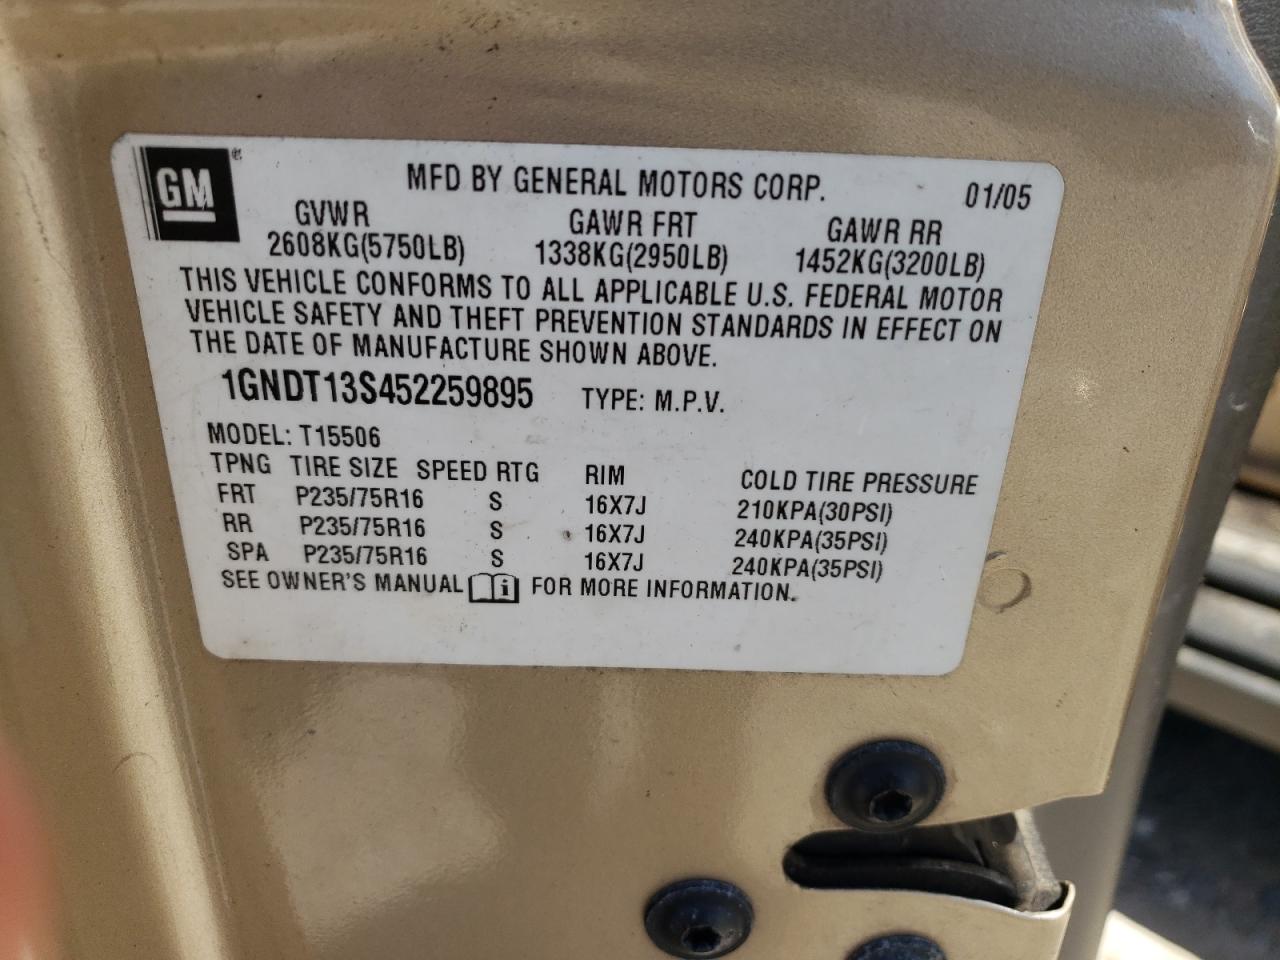 GM
MFD BY GENERAL MOTORS CORP. 01/05
GVWR GAWR FRT GAWR RR
2608KG(5750LB) 1338KG(2950LB) 1452KG(3200LB)
THIS VEHICLE CONFORMS TO ALL APPLICABLE U.S. FEDERAL MOTOR
VEHICLE SAFETY AND THEFT PREVENTION STANDARDS IN EFFECT ON
THE DATE OF MANUFACTURE SHOWN ABOVE.
1GNDT13S452259895 TYPE: M.P.V.
MODEL: T15506
TPNG TIRE SIZE SPEED RTG RIM COLD TIRE PRESSURE
FRT P235/75R16 S 16X7J 210KPA(30PSI)
RR P235/75R16 S 16X7J 240KPA(35PSI)
SPA P235/75R16 S 16X7J 240KPA(35PSI)
SEE OWNER'S MANUAL i FOR MORE INFORMATION.